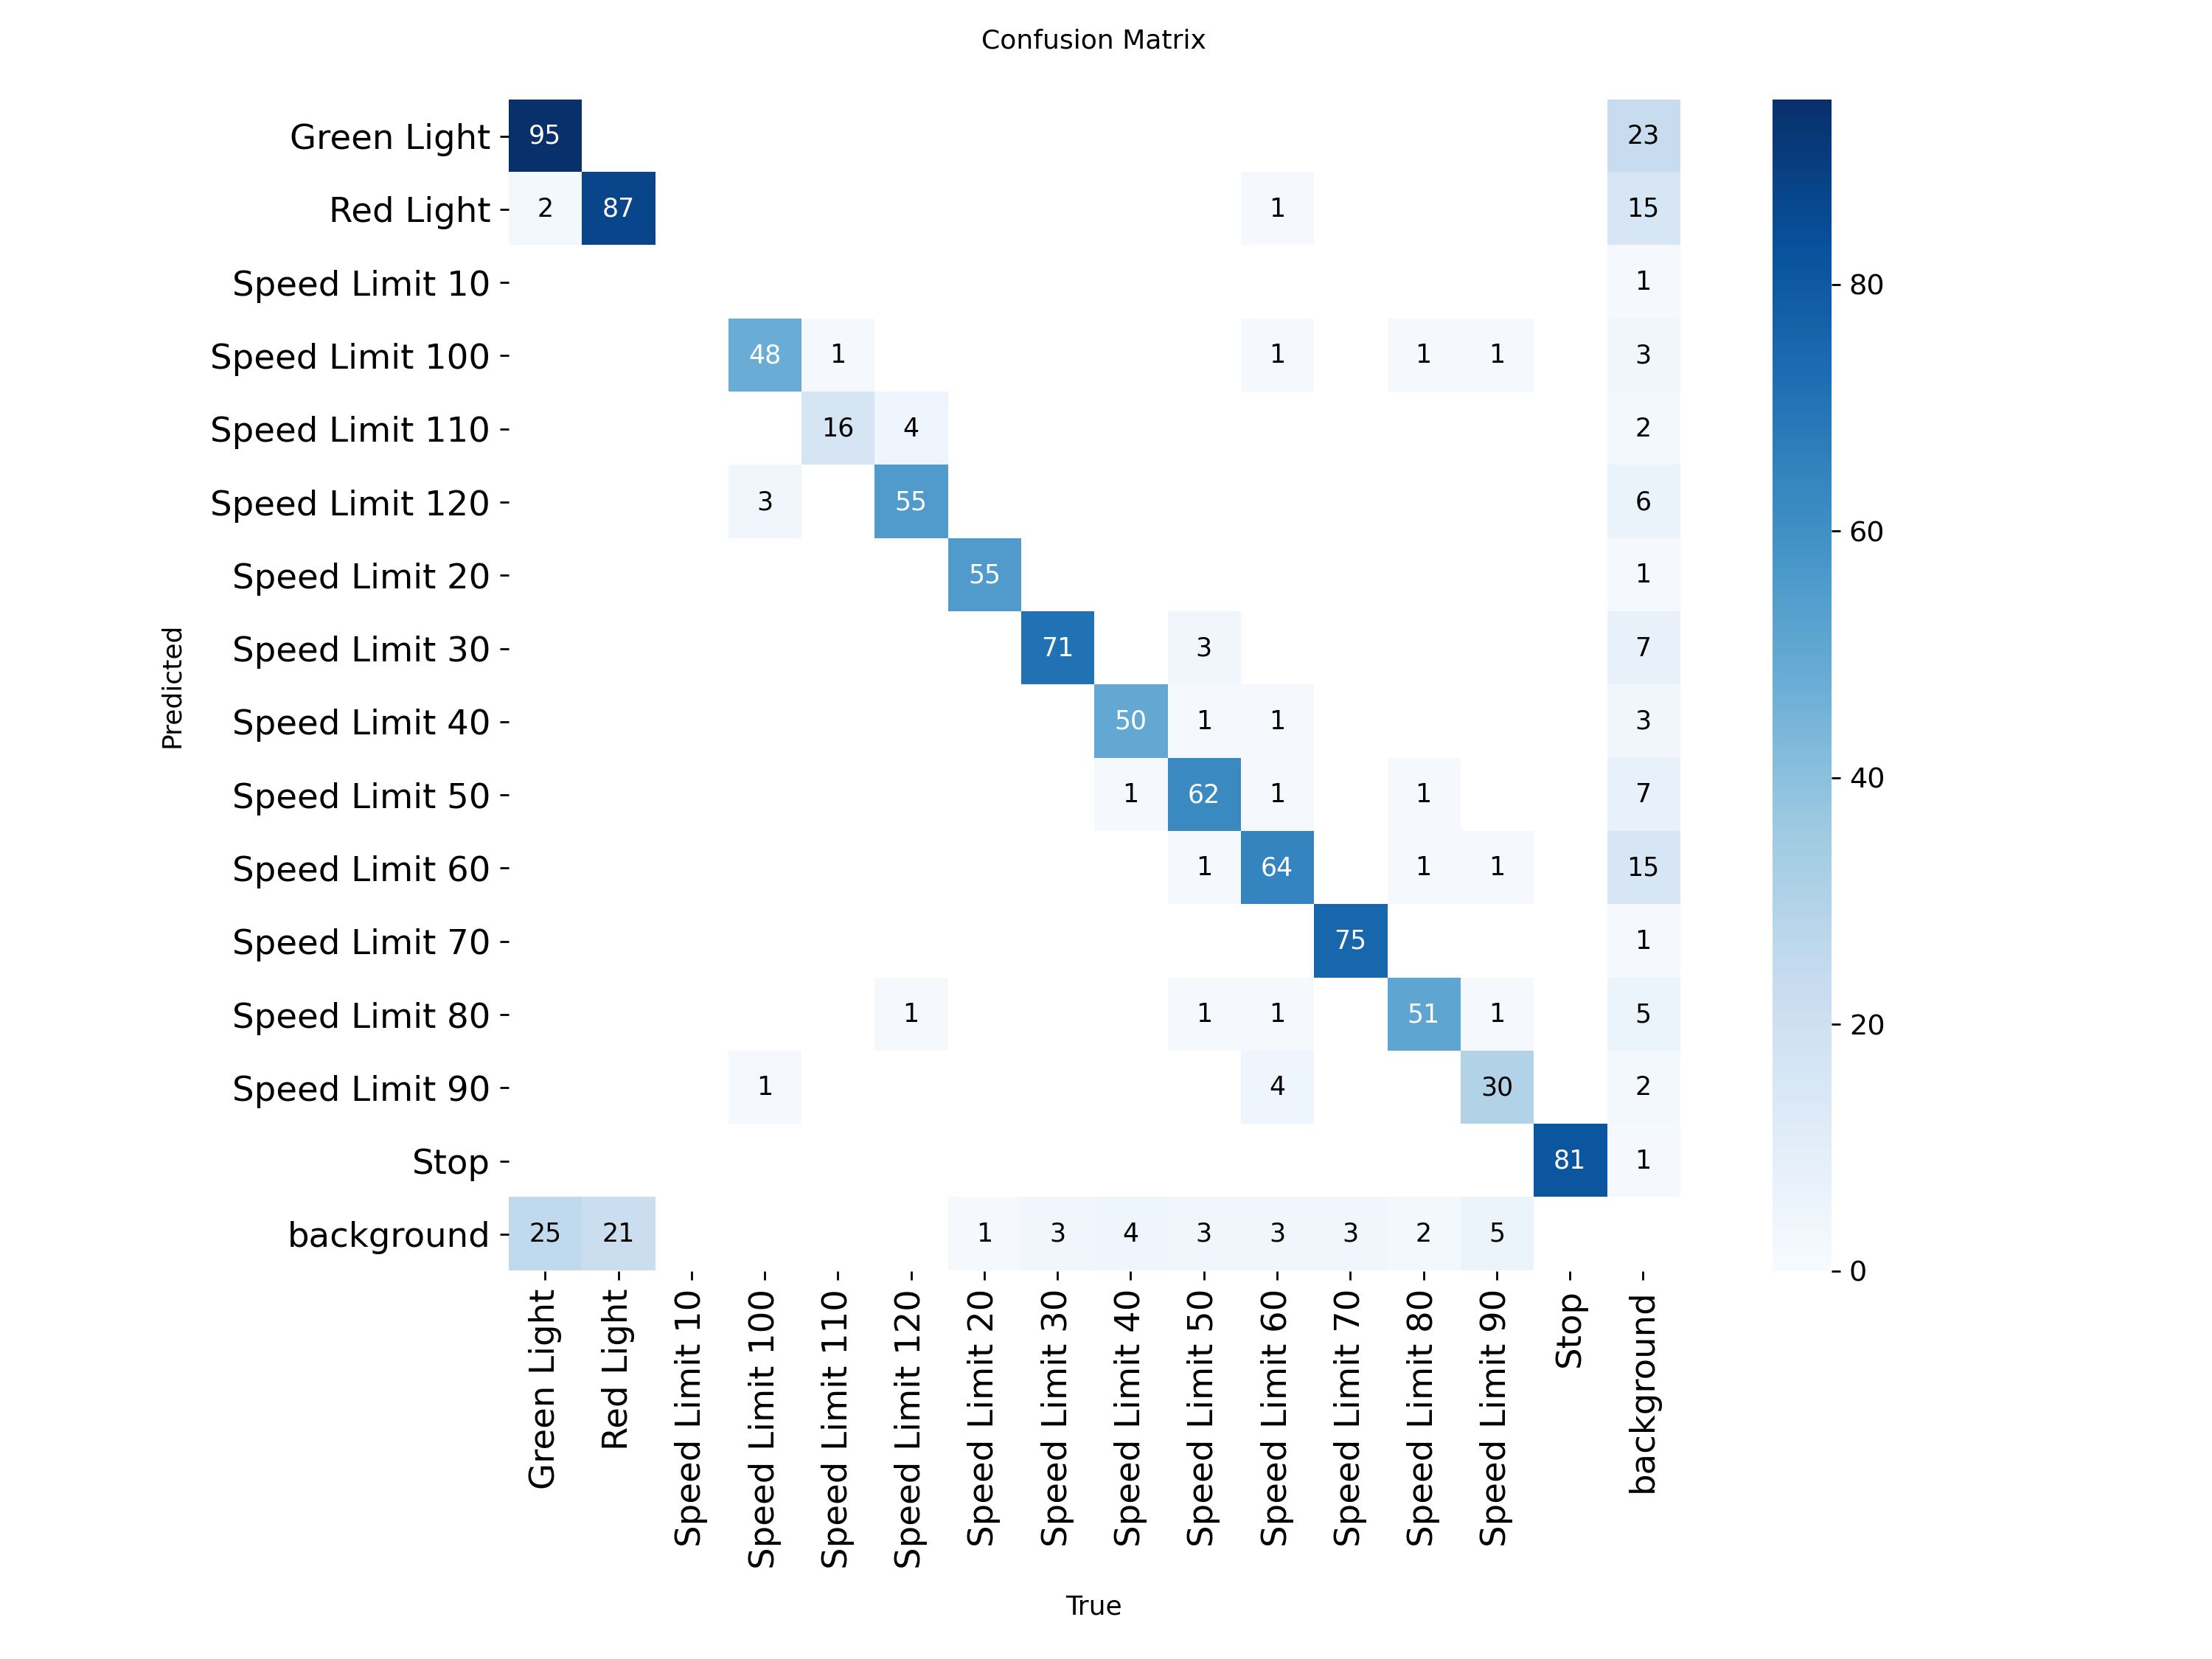 Confusion Matrix
Green Light 95 23
Red Light 2 87 1 15
Speed Limit 10 1
Speed Limit 100 48 1 1 1 1 3
Speed Limit 110 16 4 2
Speed Limit 120 3 55 6
Speed Limit 20 55 1
Speed Limit 30 71 3 7
Speed Limit 40 50 1 1 3
Speed Limit 50 1 62 1 1 7
Speed Limit 60 1 64 1 1 15
Speed Limit 70 75 1
Speed Limit 80 1 1 1 51 1 5
Speed Limit 90 1 4 30 2
Stop 81 1
background 25 21 1 3 4 3 3 3 2 5
Predicted
Green Light
Red Light
Speed Limit 10
Speed Limit 100
Speed Limit 110
Speed Limit 120
Speed Limit 20
Speed Limit 30
Speed Limit 40
Speed Limit 50
Speed Limit 60
Speed Limit 70
Speed Limit 80
Speed Limit 90
Stop
background
True
80
60
40
20
0